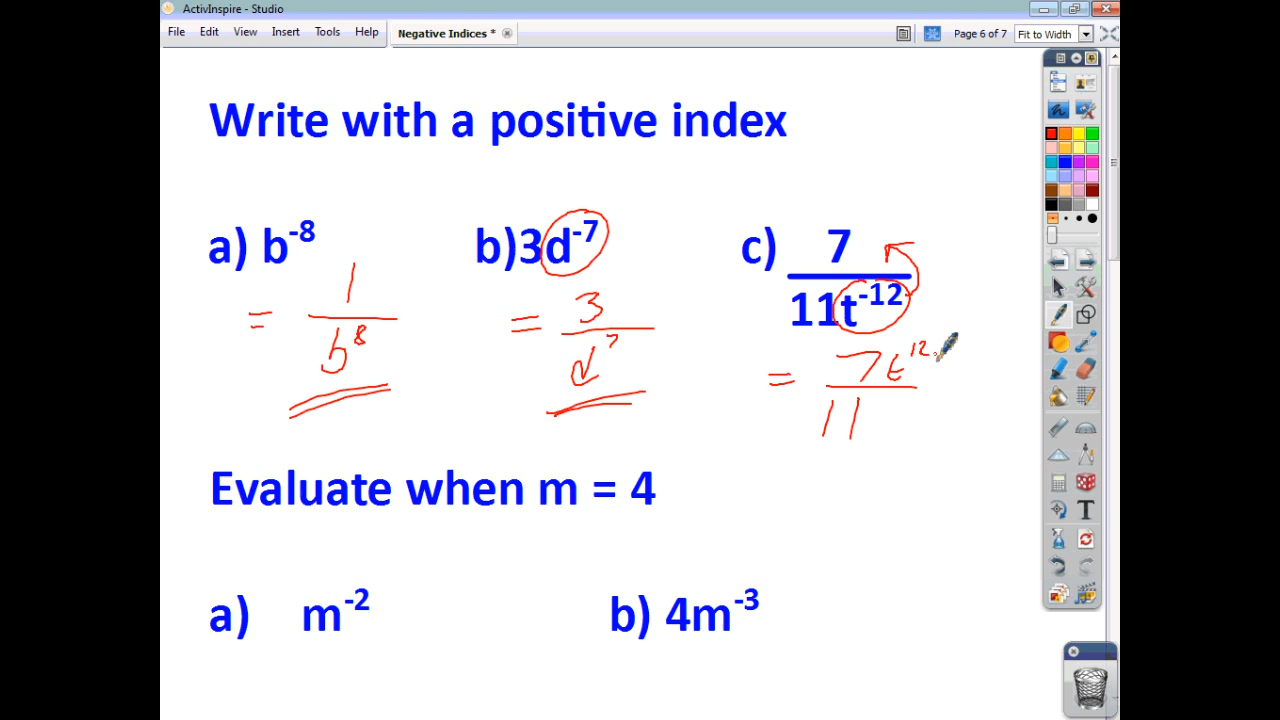 ActivInspire - Studio
File Edit View Insert Tools Help Negative Indices * Page 6 of 7 Fit to Width
Write with a positive index
a) b⁻⁸ b)3d⁻⁷ c) 7/11t⁻¹²
= 1/b⁸ = 3/d⁷ = 7t¹²/11
Evaluate when m = 4
a) m⁻² b) 4m⁻³